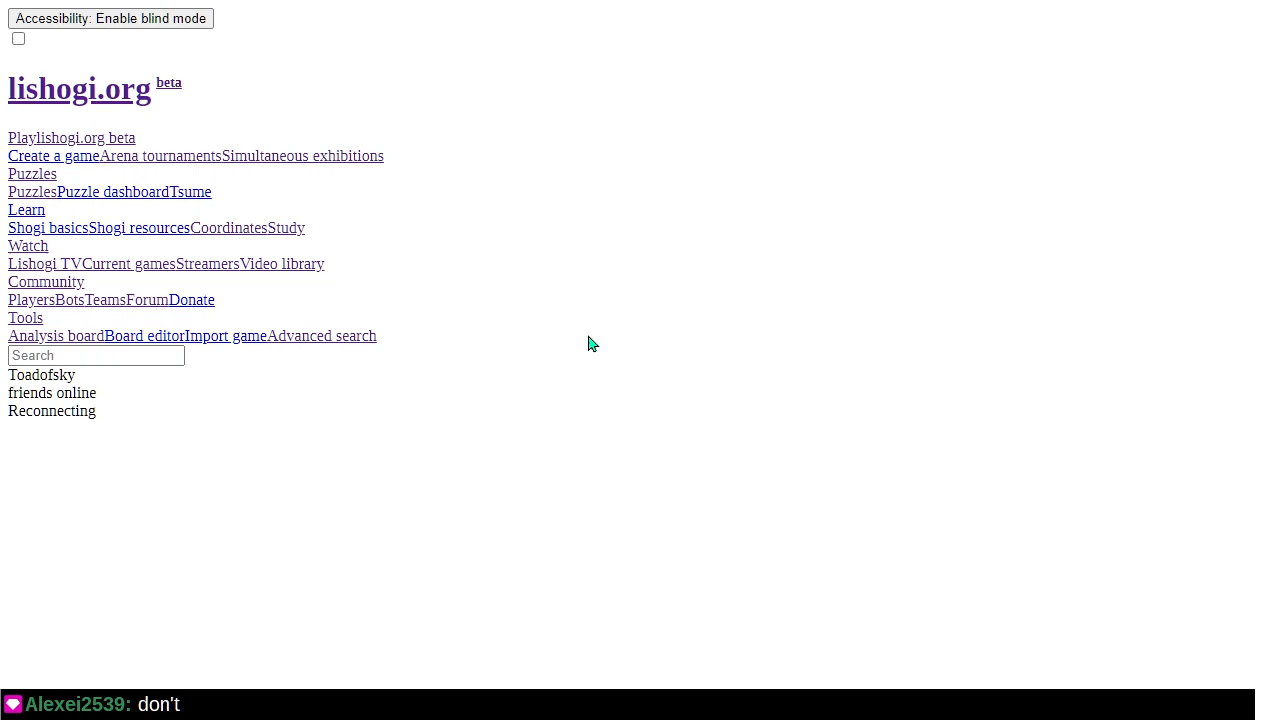 Accessibility: Enable blind mode
lishogi.org beta
Playlishogi.org beta
Create a gameArena tournamentsSimultaneous exhibitions
Puzzles
PuzzlesPuzzle dashboardTsume
Learn
Shogi basicsShogi resourcesCoordinatesStudy
Watch
Lishogi TVCurrent gamesStreamersVideo library
Community
PlayersBotsTeamsForumDonate
Tools
Analysis boardBoard editorImport gameAdvanced search
Search
Toadofsky
friends online
Reconnecting
Alexei2539: don't